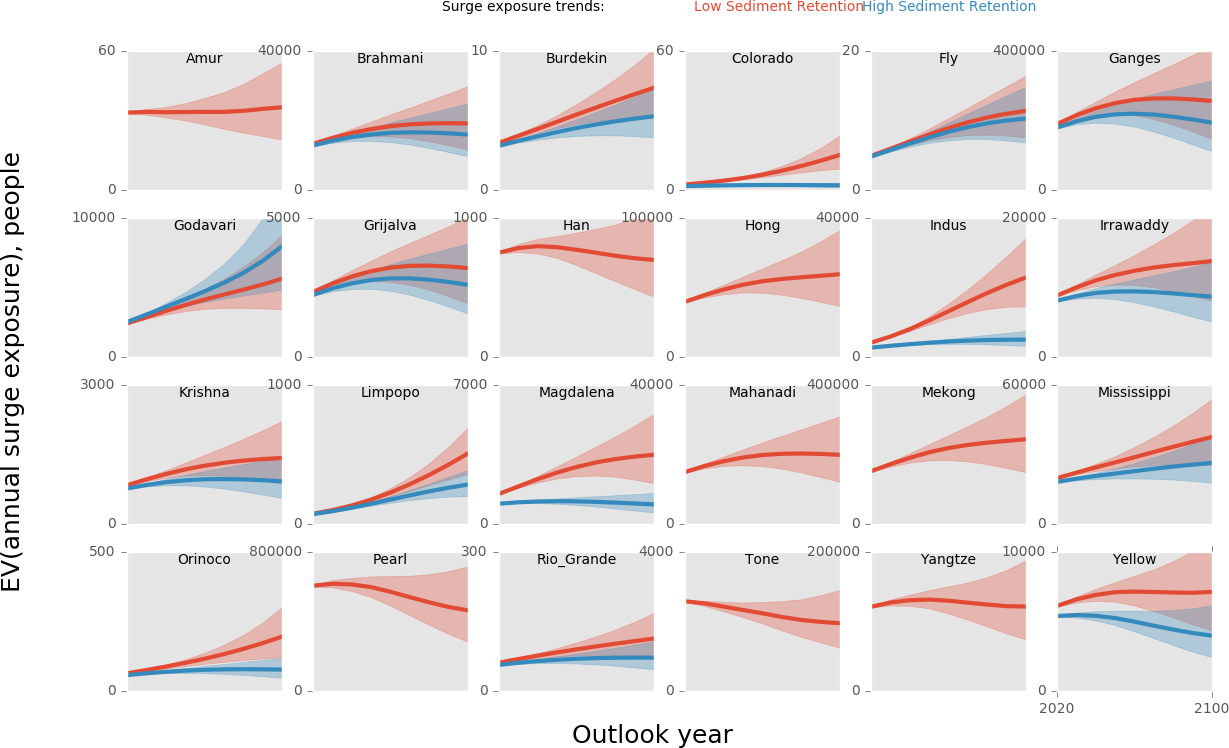 Surge exposure trends: Low Sediment Retention High Sediment Retention
60 40000 10 60 20 400000
Amur Brahmani Burdekin Colorado Fly Ganges
0 0 0 0 0 0
10000 5000 1000 100000 40000 20000
Godavari Grijalva Han Hong Indus Irrawaddy
0 0 0 0 0 0
3000 1000 7000 40000 400000 60000
Krishna Limpopo Magdalena Mahanadi Mekong Mississippi
0 0 0 0 0 0
500 800000 300 4000 200000 10000
Orinoco Pearl Rio_Grande Tone Yangtze Yellow
0 0 0 0 0 0
2020 2100
EV(annual surge exposure), people
Outlook year